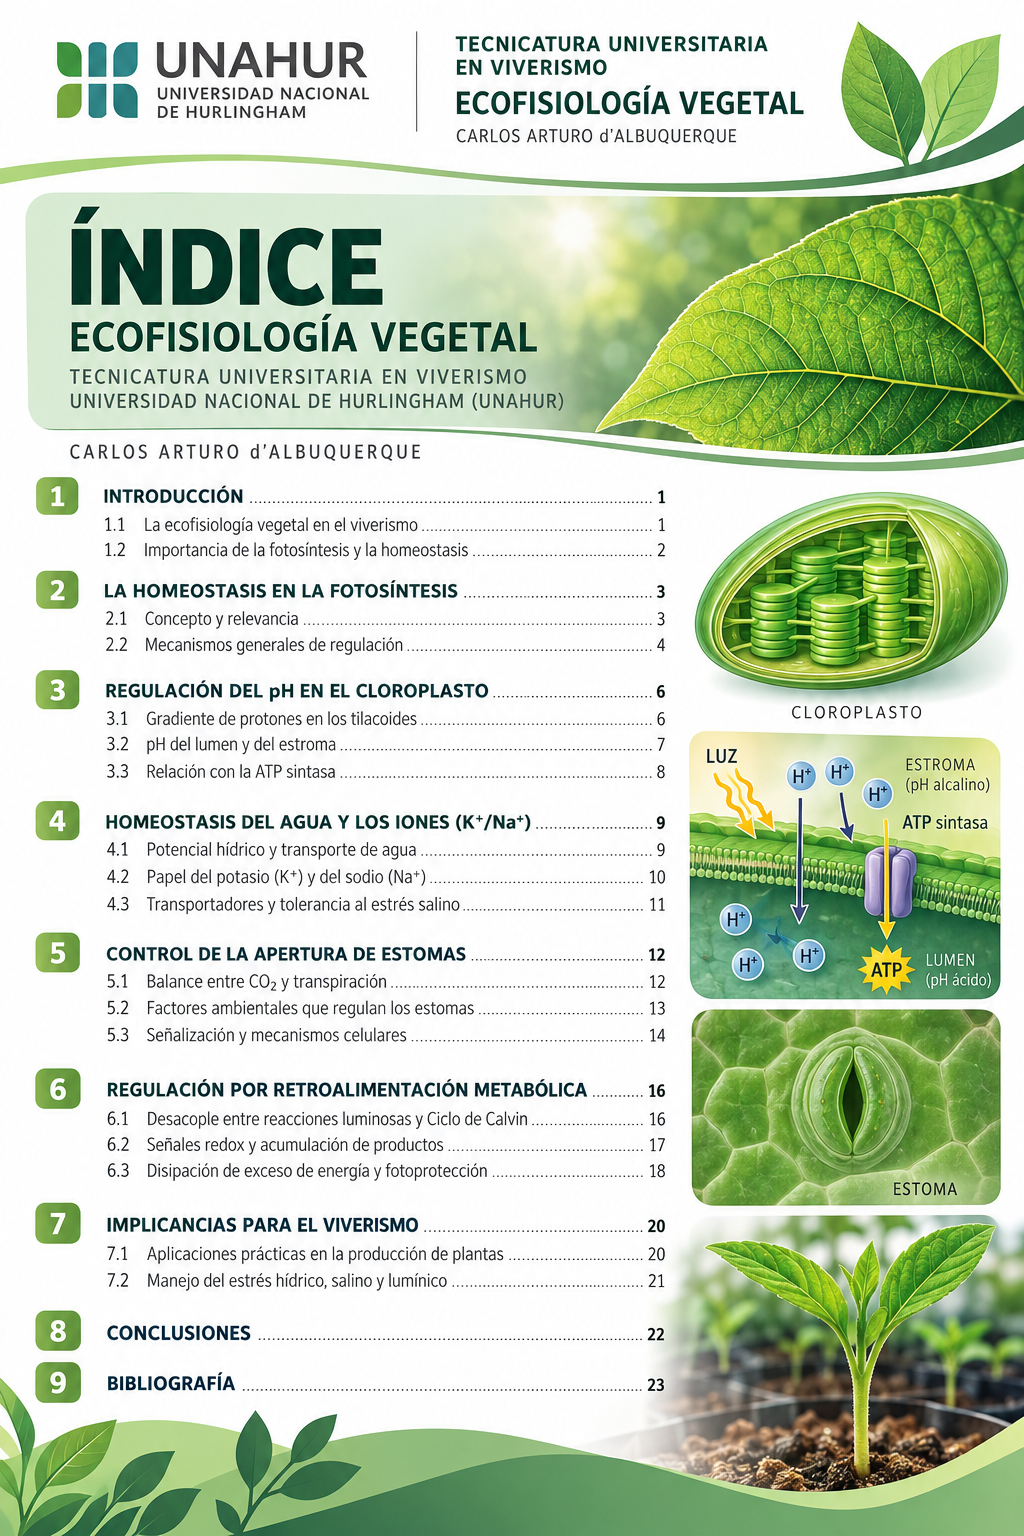 UNAHUR
UNIVERSIDAD NACIONAL
DE HURLINGHAM
TECNICATURA UNIVERSITARIA
EN VIVERISMO
ECOFISIOLOGÍA VEGETAL
CARLOS ARTURO d'ALBUQUERQUE
ÍNDICE
ECOFISIOLOGÍA VEGETAL
TECNICATURA UNIVERSITARIA EN VIVERISMO
UNIVERSIDAD NACIONAL DE HURLINGHAM (UNAHUR)
CARLOS ARTURO d'ALBUQUERQUE
1 INTRODUCCIÓN 1
1.1 La ecofisiología vegetal en el viverismo 1
1.2 Importancia de la fotosíntesis y la homeostasis 2
2 LA HOMEOSTASIS EN LA FOTOSÍNTESIS 3
2.1 Concepto y relevancia 3
2.2 Mecanismos generales de regulación 4
3 REGULACIÓN DEL pH EN EL CLOROPLASTO 6
3.1 Gradiente de protones en los tilacoides 6
3.2 pH del lumen y del estroma 7
3.3 Relación con la ATP sintasa 8
4 HOMEOSTASIS DEL AGUA Y LOS IONES (K⁺/Na⁺) 9
4.1 Potencial hídrico y transporte de agua 9
4.2 Papel del potasio (K⁺) y del sodio (Na⁺) 10
4.3 Transportadores y tolerancia al estrés salino 11
5 CONTROL DE LA APERTURA DE ESTOMAS 12
5.1 Balance entre CO₂ y transpiración 12
5.2 Factores ambientales que regulan los estomas 13
5.3 Señalización y mecanismos celulares 14
6 REGULACIÓN POR RETROALIMENTACIÓN METABÓLICA 16
6.1 Desacople entre reacciones luminosas y Ciclo de Calvin 16
6.2 Señales redox y acumulación de productos 17
6.3 Disipación de exceso de energía y fotoprotección 18
7 IMPLICANCIAS PARA EL VIVERISMO 20
7.1 Aplicaciones prácticas en la producción de plantas 20
7.2 Manejo del estrés hídrico, salino y lumínico 21
8 CONCLUSIONES 22
9 BIBLIOGRAFÍA 23
CLOROPLASTO
LUZ
H⁺
H⁺
H⁺
ESTROMA
(pH alcalino)
ATP sintasa
H⁺
H⁺
H⁺
ATP
LUMEN
(pH ácido)
ESTOMA